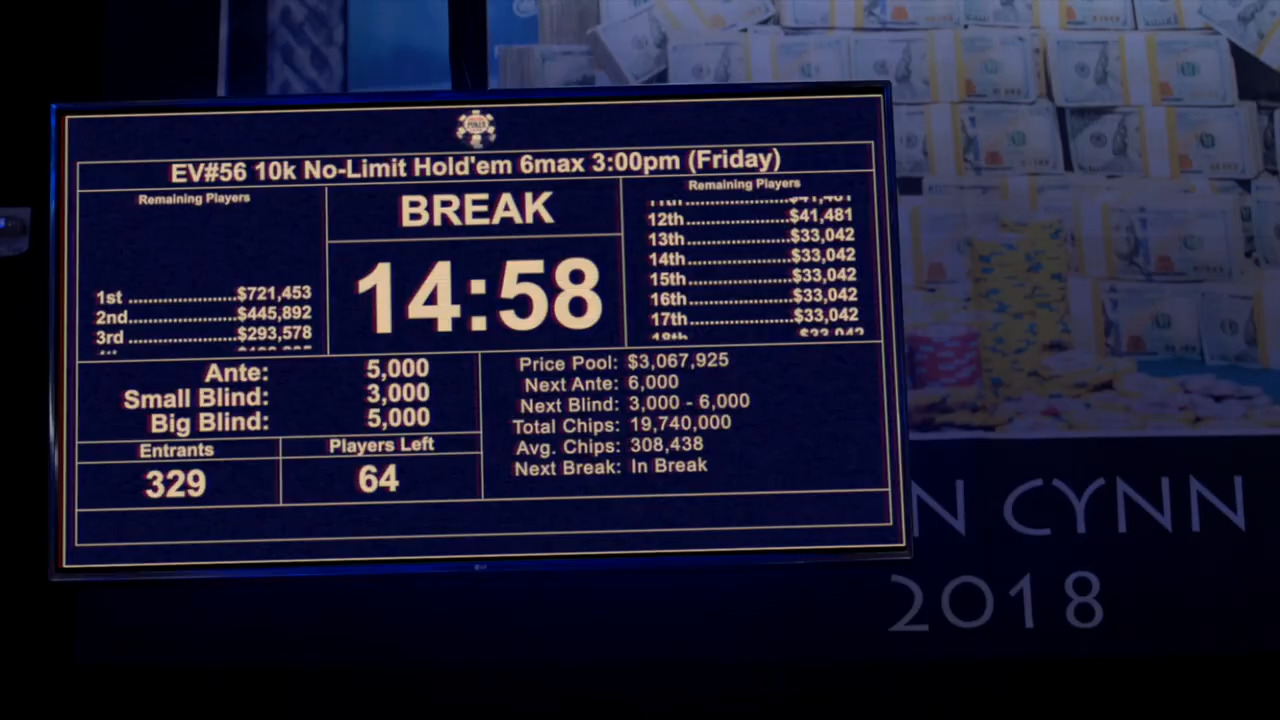 POKER
EV#56 10k No-Limit Hold'em 6max 3:00pm (Friday)
Remaining Players
1st ..................$721,453
2nd..................$445,892
3rd ..................$293,578
BREAK
14:58
Remaining Players
12th..................$41,481
13th..................$33,042
14th..................$33,042
15th..................$33,042
16th..................$33,042
17th..................$33,042
Ante: 5,000
Small Blind: 3,000
Big Blind: 5,000
Entrants
329
Players Left
64
Price Pool: $3,067,925
Next Ante: 6,000
Next Blind: 3,000 - 6,000
Total Chips: 19,740,000
Avg. Chips: 308,438
Next Break: In Break
LG
N CYNN
2018